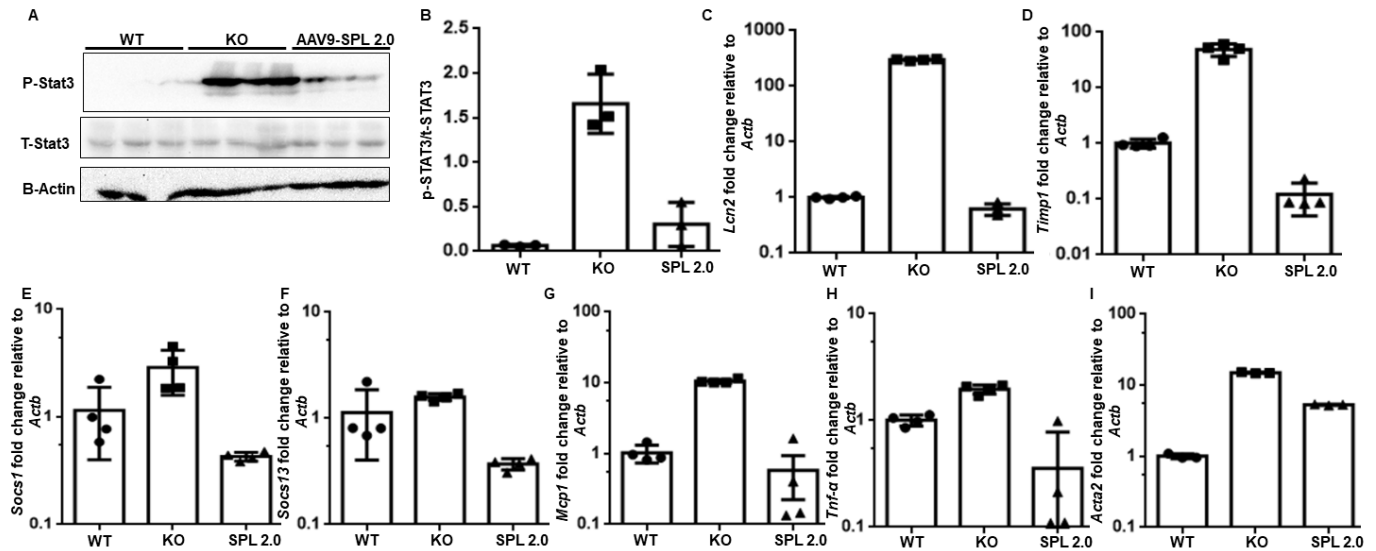 A
WT KO AAV9-SPL 2.0
P-Stat3
T-Stat3
B-Actin
B
p-STAT3/t-STAT3
2.5
2.0
1.5
1.0
0.5
0.0
WT KO SPL 2.0
C
Lcn2 fold change relative to
Actb
1000
100
10
1
0.1
WT KO SPL 2.0
D
Timp1 fold change relative to
Actb
100
10
1
0.1
0.01
WT KO SPL 2.0
E
Socs1 fold change relative to
Actb
10
1
0.1
WT KO SPL 2.0
F
Socs13 fold change relative to
Actb
10
1
0.1
WT KO SPL 2.0
G
Mcp1 fold change relative to
Actb
100
10
1
0.1
WT KO SPL 2.0
H
Tnf-α fold change relative to
Actb
10
1
0.1
WT KO SPL 2.0
I
Acta2 fold change relative to
Actb
100
10
1
0.1
WT KO SPL 2.0